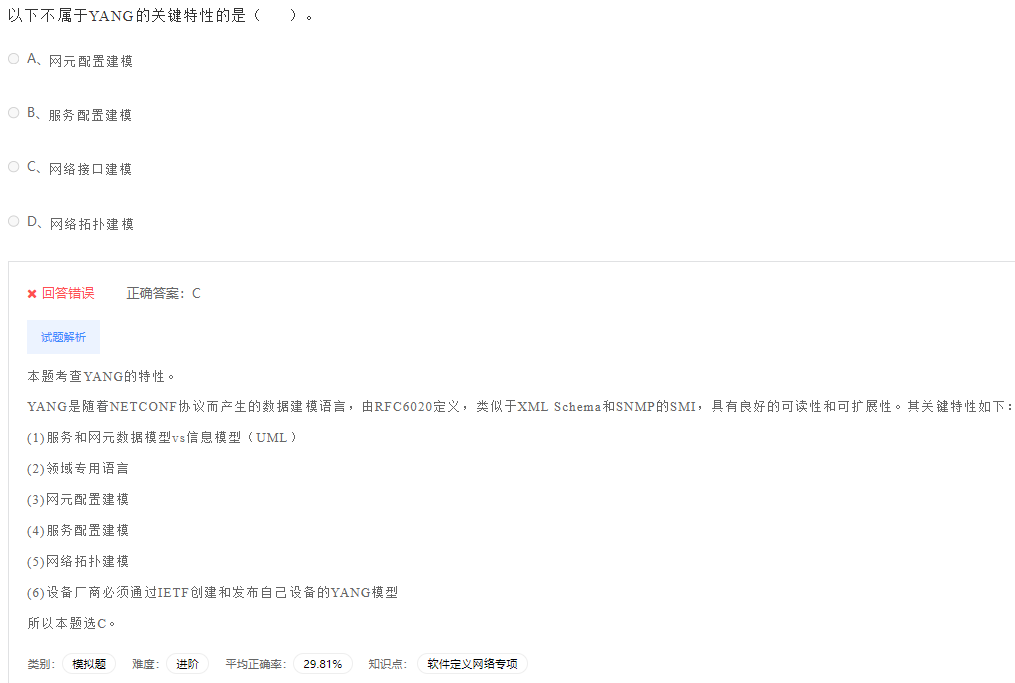 以下不属于YANG的关键特性的是（　　）。
A、网元配置建模
B、服务配置建模
C、网络接口建模
D、网络拓扑建模
回答错误 正确答案：C
试题解析
本题考查YANG的特性。
YANG是随着NETCONF协议而产生的数据建模语言，由RFC6020定义，类似于XML Schema和SNMP的SMI，具有良好的可读性和可扩展性。其关键特性如下：
(1)服务和网元数据模型vs信息模型（UML）
(2)领域专用语言
(3)网元配置建模
(4)服务配置建模
(5)网络拓扑建模
(6)设备厂商必须通过IETF创建和发布自己设备的YANG模型
所以本题选C。
类别： 模拟题 难度： 进阶 平均正确率： 29.81% 知识点： 软件定义网络专项